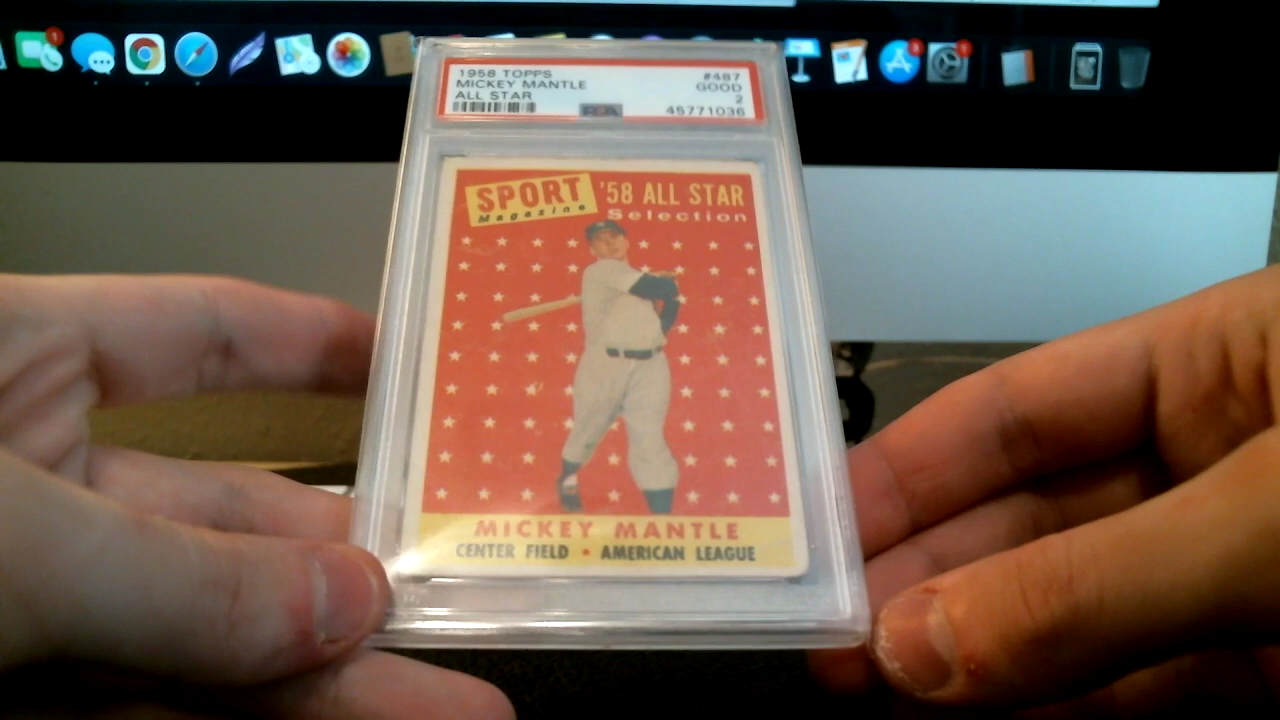 1958 TOPPS #487
MICKEY MANTLE GOOD
ALL STAR 2
PSA 45771036
SPORT '58 ALL STAR
Magazine Selection
MICKEY MANTLE
CENTER FIELD • AMERICAN LEAGUE